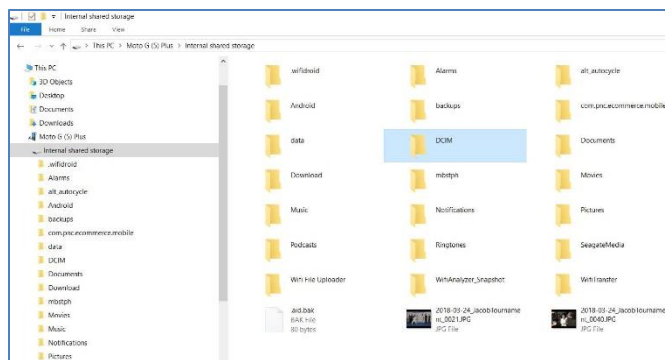 Internal shared storage
File Home Share View
This PC > Moto G (5) Plus > Internal shared storage
This PC
3D Objects
Desktop
Documents
Downloads
Moto G (5) Plus
Internal shared storage
.wifidroid
Alarms
alt_autocycle
Android
backups
com.pnc.ecommerce.mobile
data
DCIM
Documents
Download
mbstph
Movies
Music
Notifications
Pictures
.wifidroid Alarms alt_autocycle
Android backups com.pnc.ecommerce.mobile
data DCIM Documents
Download mbstph Movies
Music Notifications Pictures
Podcasts Ringtones SeagateMedia
Wifi File Uploader WifiAnalyzer_Snapshot WifiTransfer
.aid.bak
BAK File
80 bytes
2018-03-24_JacobTourname
nt_0021.JPG
JPG File
2018-03-24_JacobTourname
nt_0040.JPG
JPG File